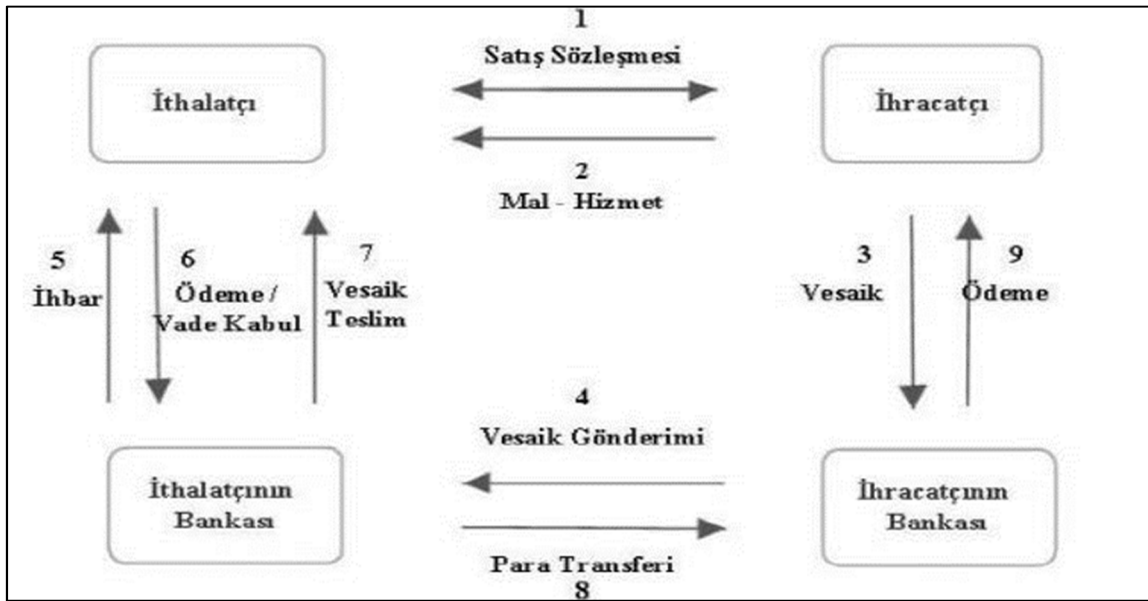 1
Satış Sözleşmesi
İthalatçı
İhracatçı
2
Mal - Hizmet
5
İhbar
6
Ödeme /
Vade Kabul
7
Vesaik
Teslim
3
Vesaik
9
Ödeme
4
Vesaik Gönderimi
İthalatçının
Bankası
İhracatçının
Bankası
Para Transferi
8